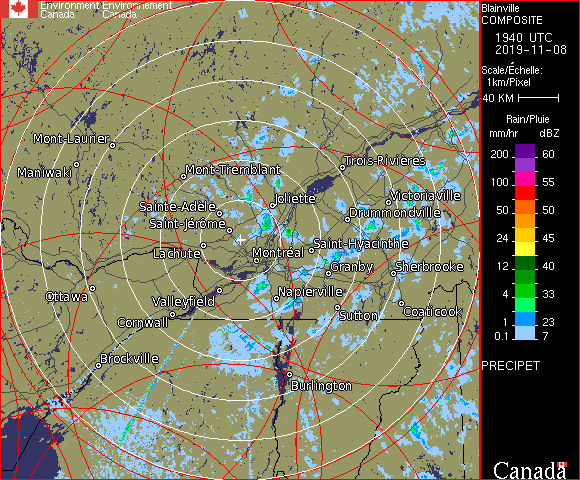 Environment Environnement
Canada Canada
Blainville
COMPOSITE
1940 UTC
2019-11-08
Scale/Échelle:
1km/Pixel
40 KM
Rain/Pluie
mm/hr dBZ
200 60
100 55
50 50
24 45
12 40
4 33
1 23
0.1 7
PRECIPET
Mont-Laurier
Maniwaki
Mont-Tremblant
Trois-Rivières
Joliette
Victoriaville
Sainte-Adele
Drummondville
Saint-Jérôme
Lachute
Montréal
Saint-Hyacinthe
Granby
Sherbrooke
Ottawa
Valleyfield
Napierville
Cornwall
Sutton
Coaticook
Brockville
Burlington
Canada